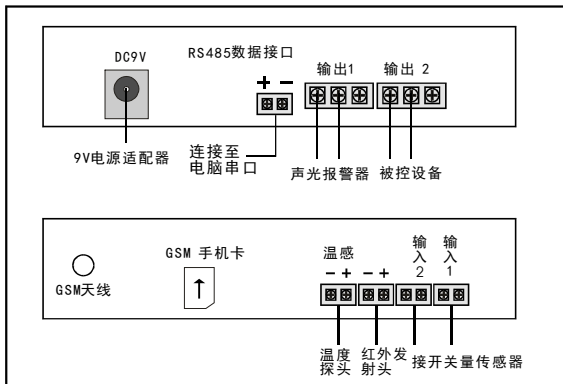 DC9V
RS485数据接口
+ −
输出1
输出 2
9V电源适配器
连接至
电脑串口
声光报警器
被控设备
GSM 手机卡
GSM天线
温感
− +
− +
输入2
输入1
温度
探头
红外发
射头
接开关量传感器